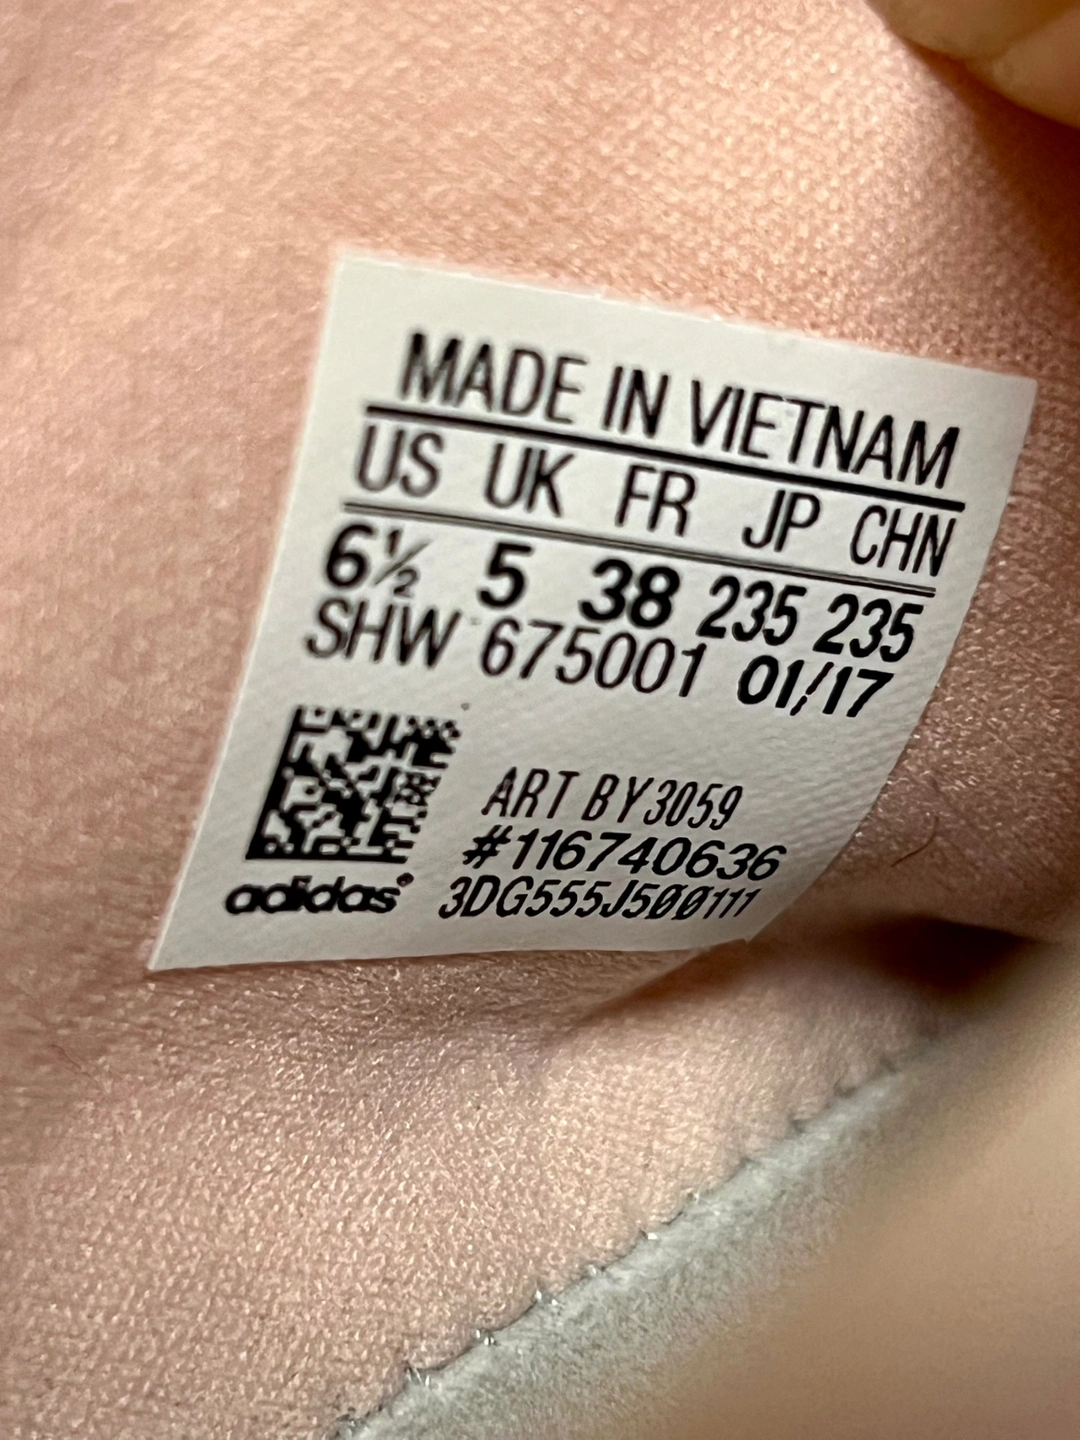 MADE IN VIETNAM
US UK FR JP CHN
6½ 5 38 235 235
SHW 675001 01/17
ART BY3059
#116740636
adidas® 3DG555J500111